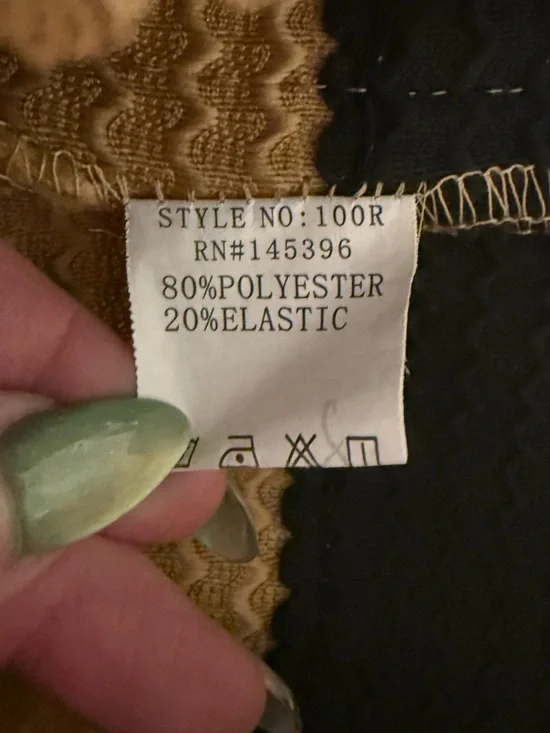 STYLE NO:100R
RN#145396
80%POLYESTER
20%ELASTIC